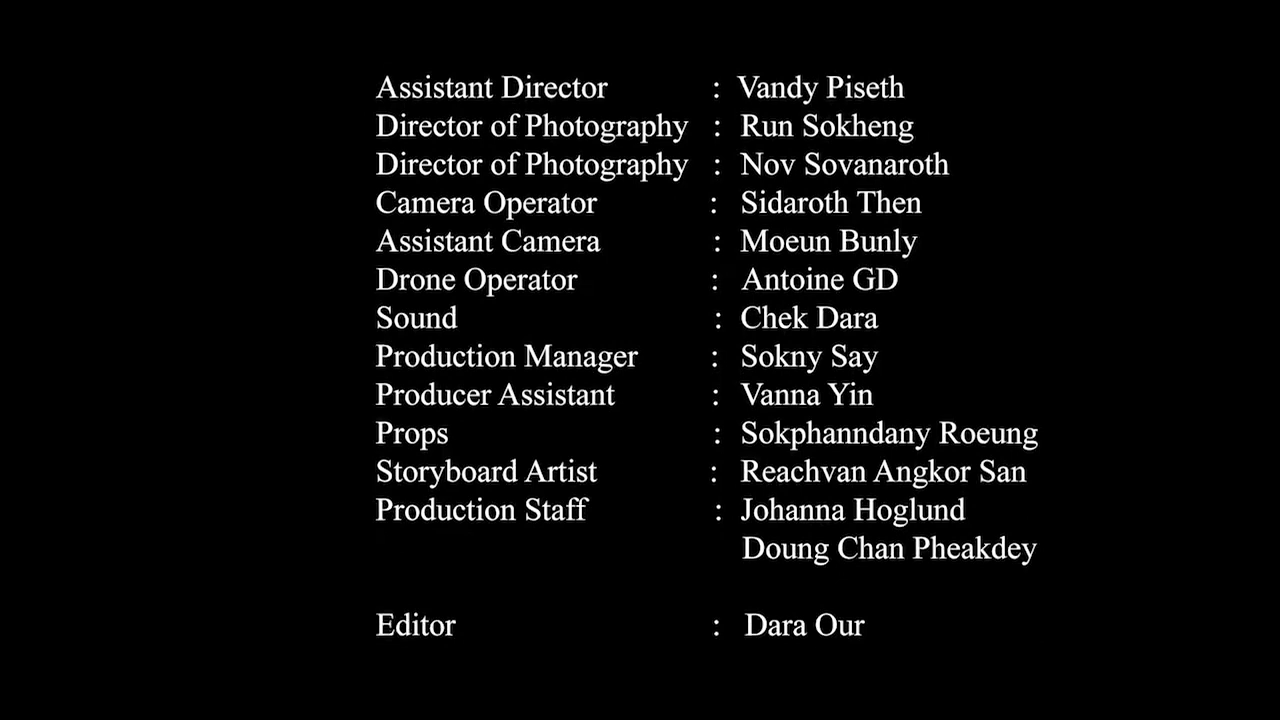 Assistant Director : Vandy Piseth
Director of Photography : Run Sokheng
Director of Photography : Nov Sovanaroth
Camera Operator : Sidaroth Then
Assistant Camera : Moeun Bunly
Drone Operator : Antoine GD
Sound : Chek Dara
Production Manager : Sokny Say
Producer Assistant : Vanna Yin
Props : Sokphanndany Roeung
Storyboard Artist : Reachvan Angkor San
Production Staff : Johanna Hoglund
Doung Chan Pheakdey
Editor : Dara Our